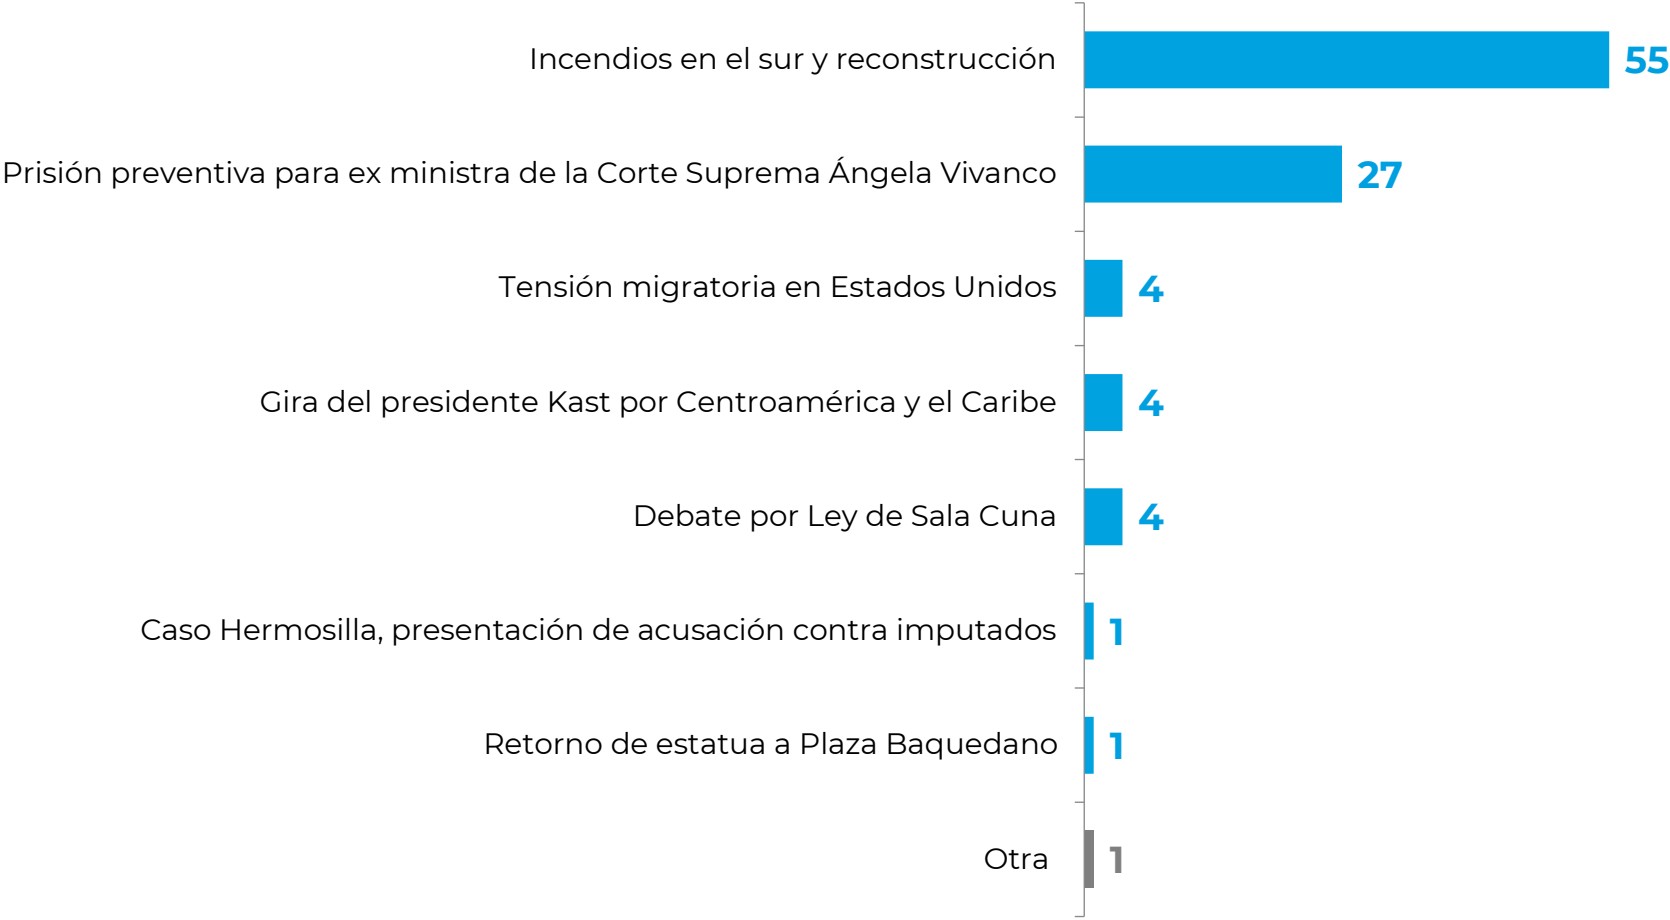 Incendios en el sur y reconstrucción 55
Prisión preventiva para ex ministra de la Corte Suprema Ángela Vivanco 27
Tensión migratoria en Estados Unidos 4
Gira del presidente Kast por Centroamérica y el Caribe 4
Debate por Ley de Sala Cuna 4
Caso Hermosilla, presentación de acusación contra imputados 1
Retorno de estatua a Plaza Baquedano 1
Otra 1